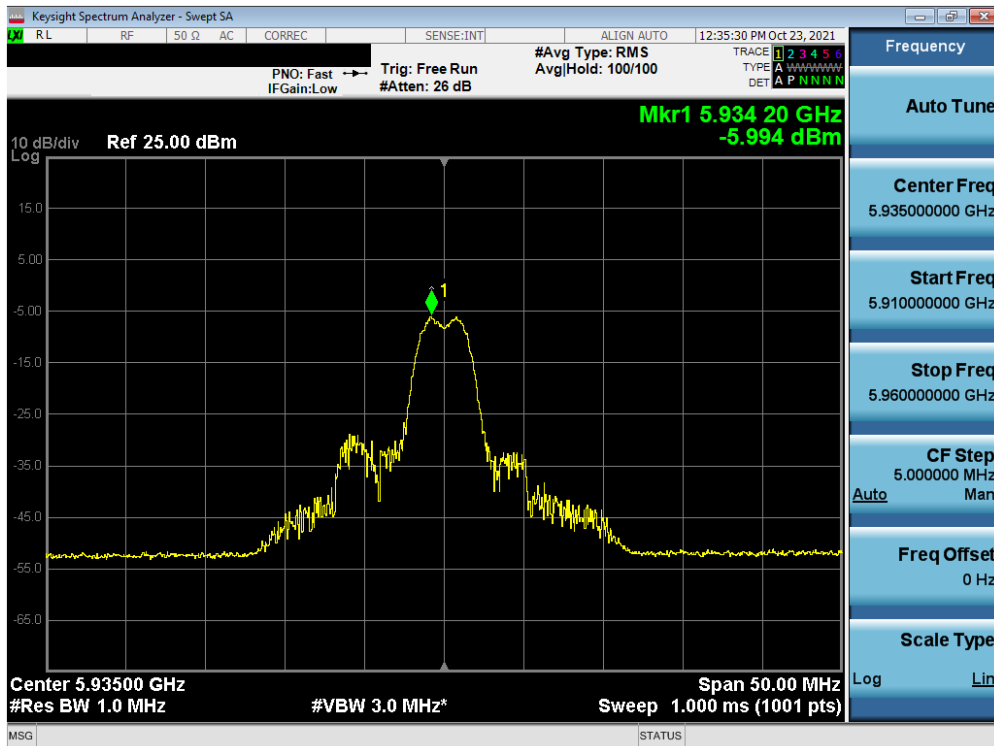 Keysight Spectrum Analyzer - Swept SA
LXI RL RF 50 Ω AC CORREC SENSE:INT ALIGN AUTO 12:35:30 PM Oct 23, 2021
PNO: Fast
IFGain:Low
Trig: Free Run
#Atten: 26 dB
#Avg Type: RMS
Avg|Hold: 100/100
TRACE 1 2 3 4 5 6
TYPE A W W W W W
DET A P N N N N
Mkr1 5.934 20 GHz
-5.994 dBm
10 dB/div Ref 25.00 dBm
Log
1
15.0
5.00
-5.00
-15.0
-25.0
-35.0
-45.0
-55.0
-65.0
Center 5.93500 GHz Span 50.00 MHz
#Res BW 1.0 MHz #VBW 3.0 MHz* Sweep 1.000 ms (1001 pts)
MSG STATUS
Frequency
Auto Tune
Center Freq
5.935000000 GHz
Start Freq
5.910000000 GHz
Stop Freq
5.960000000 GHz
CF Step
5.000000 MHz
Auto Man
Freq Offset
0 Hz
Scale Type
Log Lin